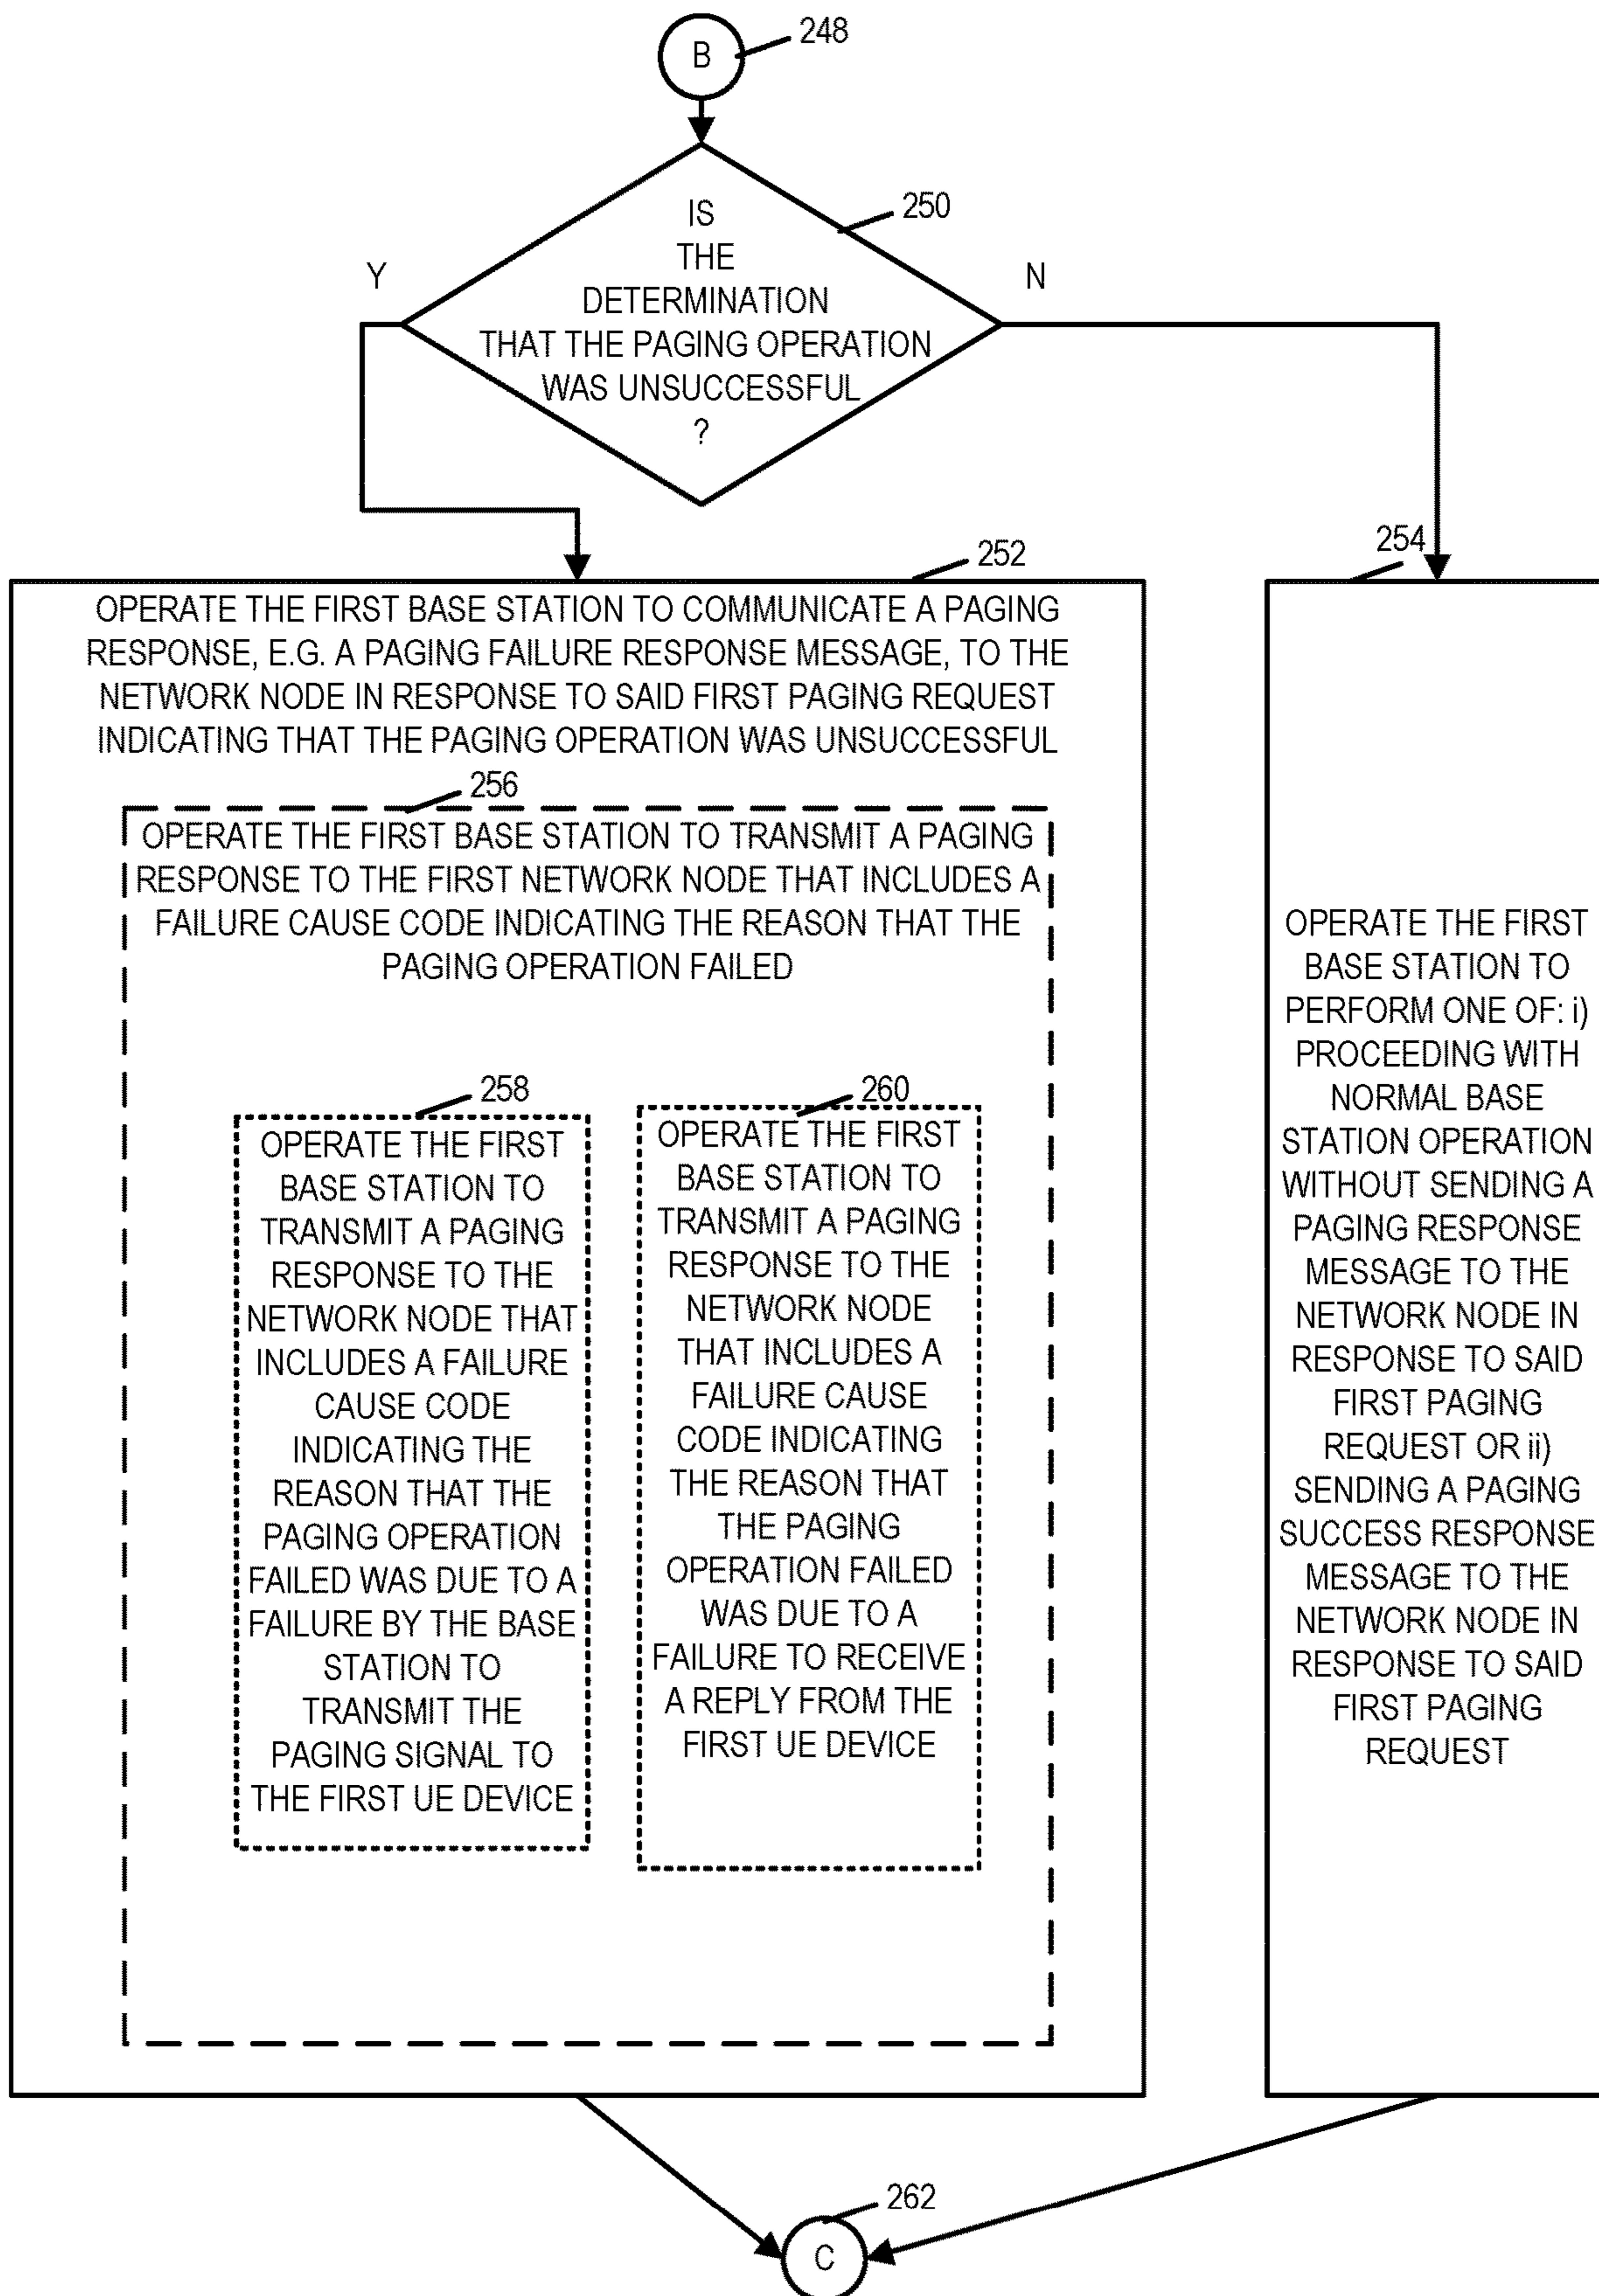 B
248
250
IS
THE
DETERMINATION
THAT THE PAGING OPERATION
WAS UNSUCCESSFUL
?
Y
N
252
254
OPERATE THE FIRST BASE STATION TO COMMUNICATE A PAGING
RESPONSE, E.G. A PAGING FAILURE RESPONSE MESSAGE, TO THE
NETWORK NODE IN RESPONSE TO SAID FIRST PAGING REQUEST
INDICATING THAT THE PAGING OPERATION WAS UNSUCCESSFUL
256
OPERATE THE FIRST BASE STATION TO TRANSMIT A PAGING
RESPONSE TO THE FIRST NETWORK NODE THAT INCLUDES A
FAILURE CAUSE CODE INDICATING THE REASON THAT THE
PAGING OPERATION FAILED
258
OPERATE THE FIRST
BASE STATION TO
TRANSMIT A PAGING
RESPONSE TO THE
NETWORK NODE THAT
INCLUDES A FAILURE
CAUSE CODE
INDICATING THE
REASON THAT THE
PAGING OPERATION
FAILED WAS DUE TO A
FAILURE BY THE BASE
STATION TO
TRANSMIT THE
PAGING SIGNAL TO
THE FIRST UE DEVICE
260
OPERATE THE FIRST
BASE STATION TO
TRANSMIT A PAGING
RESPONSE TO THE
NETWORK NODE
THAT INCLUDES A
FAILURE CAUSE
CODE INDICATING
THE REASON THAT
THE PAGING
OPERATION FAILED
WAS DUE TO A
FAILURE TO RECEIVE
A REPLY FROM THE
FIRST UE DEVICE
OPERATE THE FIRST
BASE STATION TO
PERFORM ONE OF: i)
PROCEEDING WITH
NORMAL BASE
STATION OPERATION
WITHOUT SENDING A
PAGING RESPONSE
MESSAGE TO THE
NETWORK NODE IN
RESPONSE TO SAID
FIRST PAGING
REQUEST OR ii)
SENDING A PAGING
SUCCESS RESPONSE
MESSAGE TO THE
NETWORK NODE IN
RESPONSE TO SAID
FIRST PAGING
REQUEST
262
C